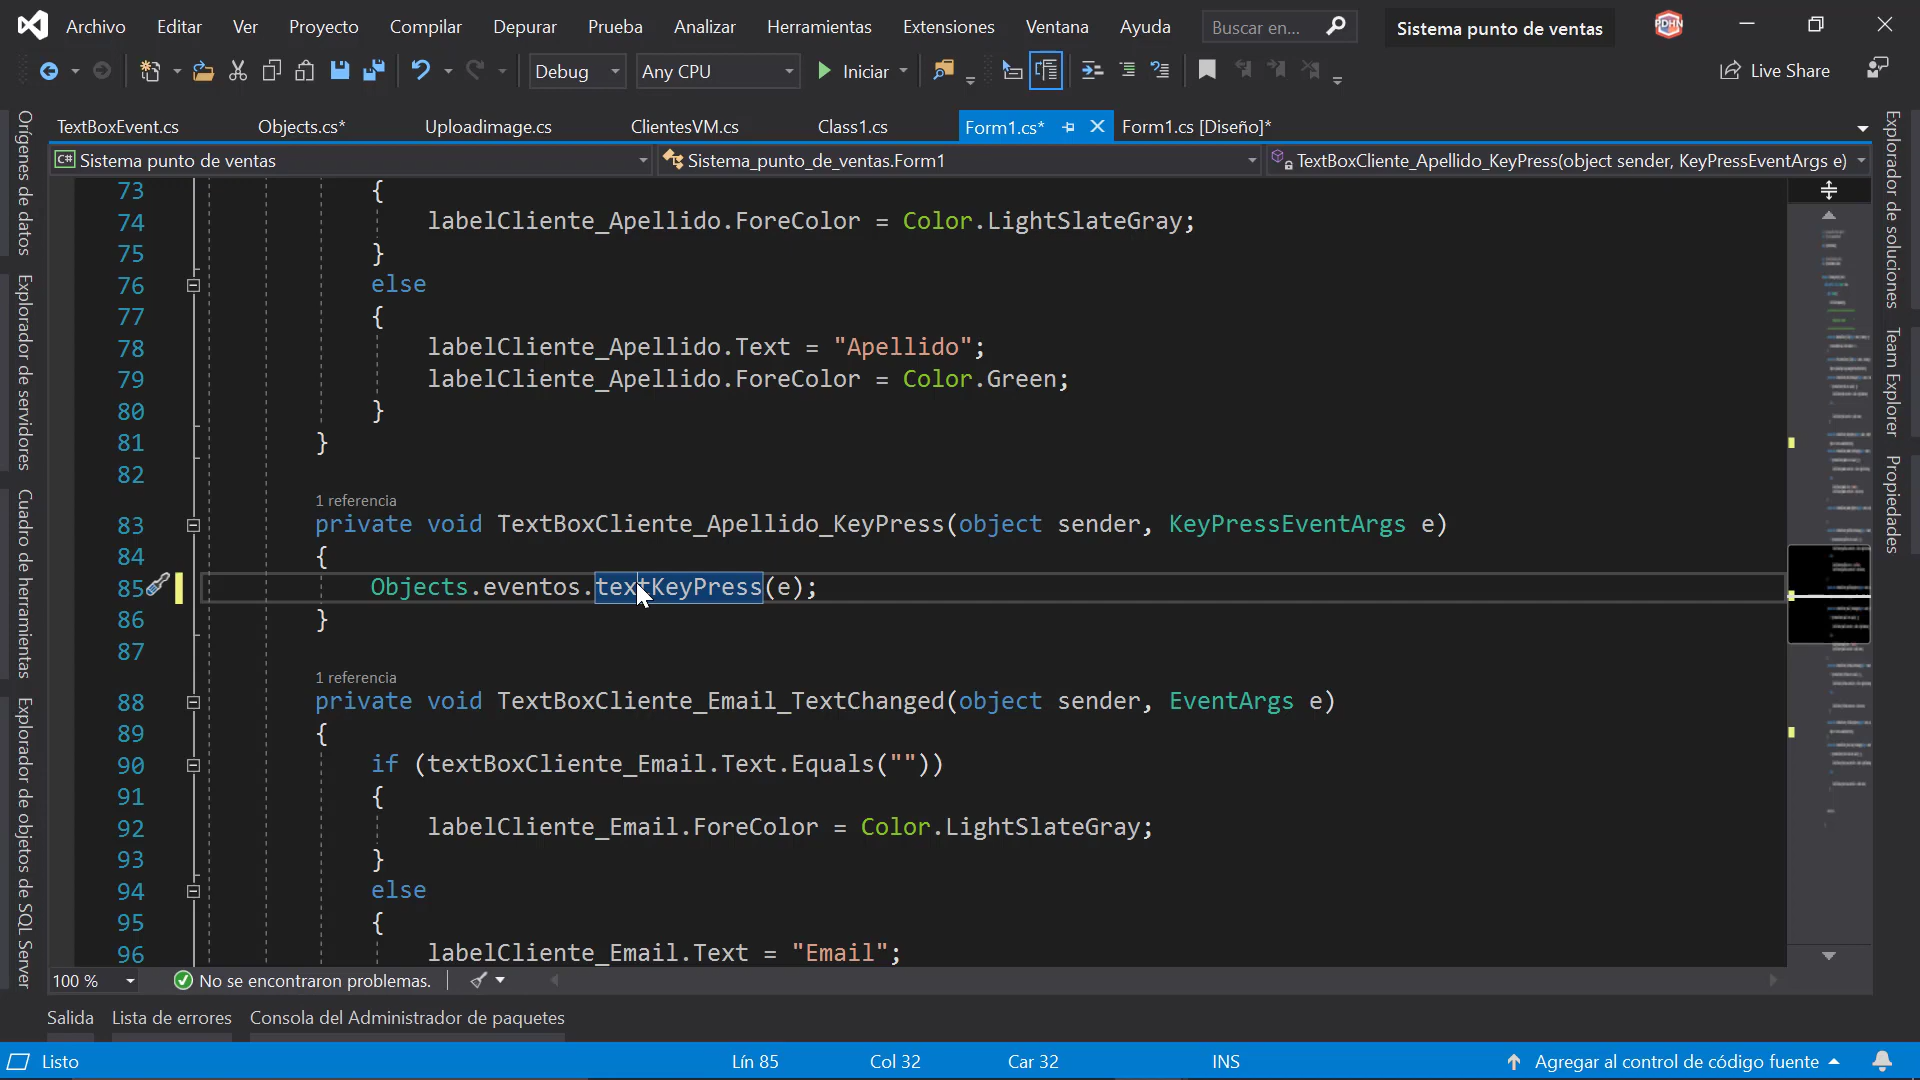 Archivo Editar Ver Proyecto Compilar Depurar Prueba Analizar Herramientas Extensiones Ventana Ayuda Buscar en... Sistema punto de ventas PDHN
Debug Any CPU Iniciar Live Share
TextBoxEvent.cs Objects.cs* Uploadimage.cs ClientesVM.cs Class1.cs Form1.cs* Form1.cs [Diseño]*
C# Sistema punto de ventas Sistema_punto_de_ventas.Form1 TextBoxCliente_Apellido_KeyPress(object sender, KeyPressEventArgs e)
Orígenes de datos
Explorador de servidores
Cuadro de herramientas
Explorador de objetos de SQL Server
73 {
74 labelCliente_Apellido.ForeColor = Color.LightSlateGray;
75 }
76 else
77 {
78 labelCliente_Apellido.Text = "Apellido";
79 labelCliente_Apellido.ForeColor = Color.Green;
80 }
81 }
82
1 referencia
83 private void TextBoxCliente_Apellido_KeyPress(object sender, KeyPressEventArgs e)
84 {
85 Objects.eventos.textKeyPress(e);
86 }
87
1 referencia
88 private void TextBoxCliente_Email_TextChanged(object sender, EventArgs e)
89 {
90 if (textBoxCliente_Email.Text.Equals(""))
91 {
92 labelCliente_Email.ForeColor = Color.LightSlateGray;
93 }
94 else
95 {
96 labelCliente_Email.Text = "Email";
Explorador de soluciones
Team Explorer
Propiedades
100 % No se encontraron problemas.
Salida Lista de errores Consola del Administrador de paquetes
Listo Lín 85 Col 32 Car 32 INS Agregar al control de código fuente